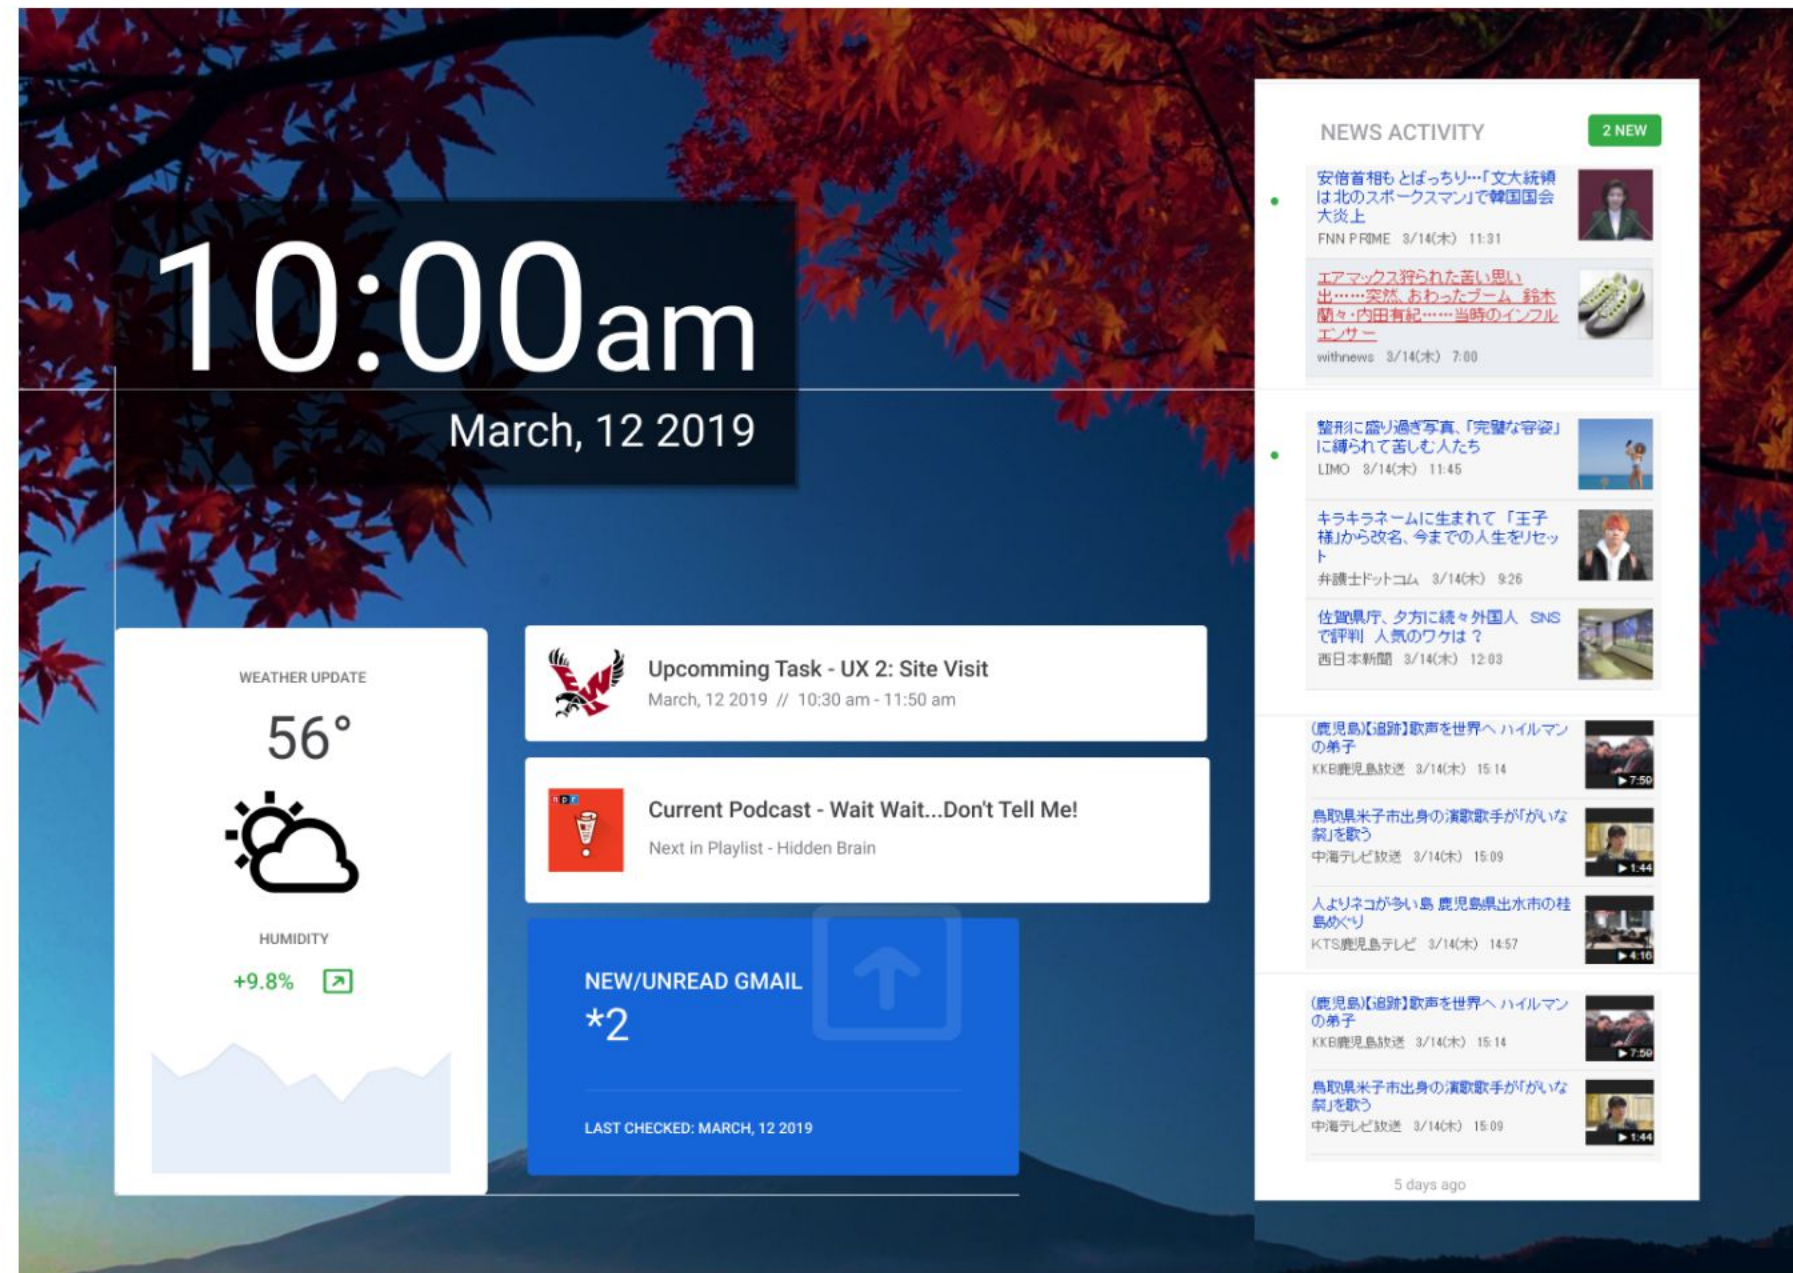 10:00am
March, 12 2019
WEATHER UPDATE
56°
HUMIDITY
+9.8%
Upcomming Task - UX 2: Site Visit
March, 12 2019 // 10:30 am - 11:50 am
npr
Current Podcast - Wait Wait...Don't Tell Me!
Next in Playlist - Hidden Brain
NEW/UNREAD GMAIL
*2
LAST CHECKED: MARCH, 12 2019
NEWS ACTIVITY
2 NEW
安倍首相もとばっちり…「文大統領
は北のスポークスマン」で韓国国会
大炎上
FNN PRIME 3/14(木) 11:31
エアマックス狩られた苦い思い
出……突然、おわったブーム 鈴木
蘭々・内田有紀……当時のインフル
エンサー
withnews 3/14(木) 7:00
整形に盛り過ぎ写真、「完璧な容姿」
に縛られて苦しむ人たち
LIMO 3/14(木) 11:45
キラキラネームに生まれて 「王子
様」から改名、今までの人生をリセッ
ト
弁護士ドットコム 3/14(木) 9:26
佐賀県庁、夕方に続々外国人 SNS
で評判 人気のワケは？
西日本新聞 3/14(木) 12:03
(鹿児島)【追跡】歌声を世界へ ハイルマン
の弟子
KKB鹿児島放送 3/14(木) 15:14
7:59
鳥取県米子市出身の演歌歌手が「がいな
祭」を歌う
中海テレビ放送 3/14(木) 15:09
1:44
人よりネコが多い島 鹿児島県出水市の桂
島めぐり
KTS鹿児島テレビ 3/14(木) 14:57
4:16
(鹿児島)【追跡】歌声を世界へ ハイルマン
の弟子
KKB鹿児島放送 3/14(木) 15:14
7:59
鳥取県米子市出身の演歌歌手が「がいな
祭」を歌う
中海テレビ放送 3/14(木) 15:09
1:44
5 days ago